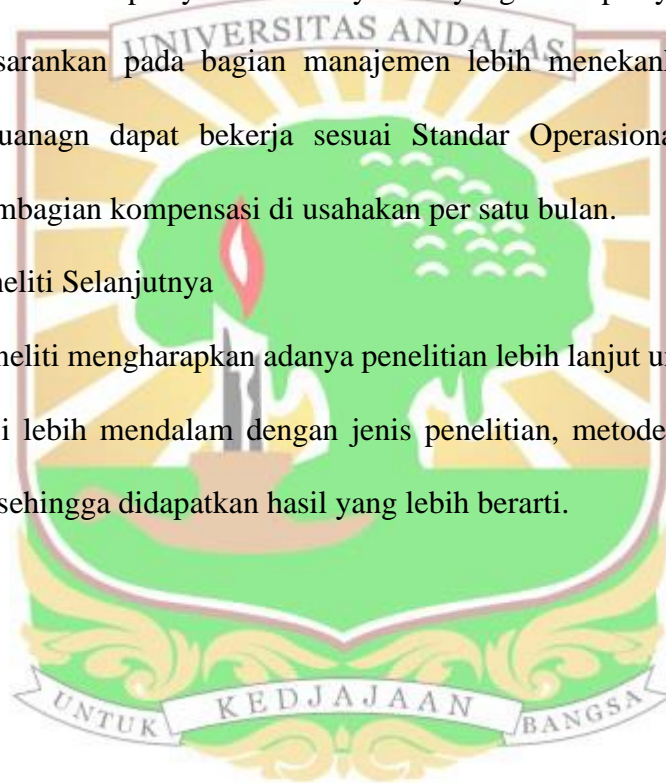 UNIVERSITAS ANDALAS
sarankan pada bagian manajemen lebih menekank
uanagn dapat bekerja sesuai Standar Operasiona
mbagian kompensasi di usahakan per satu bulan.
neliti Selanjutnya
neliti mengharapkan adanya penelitian lebih lanjut u
i lebih mendalam dengan jenis penelitian, metode
sehingga didapatkan hasil yang lebih berarti.
UNTUK KEDJAJAAN BANGSA